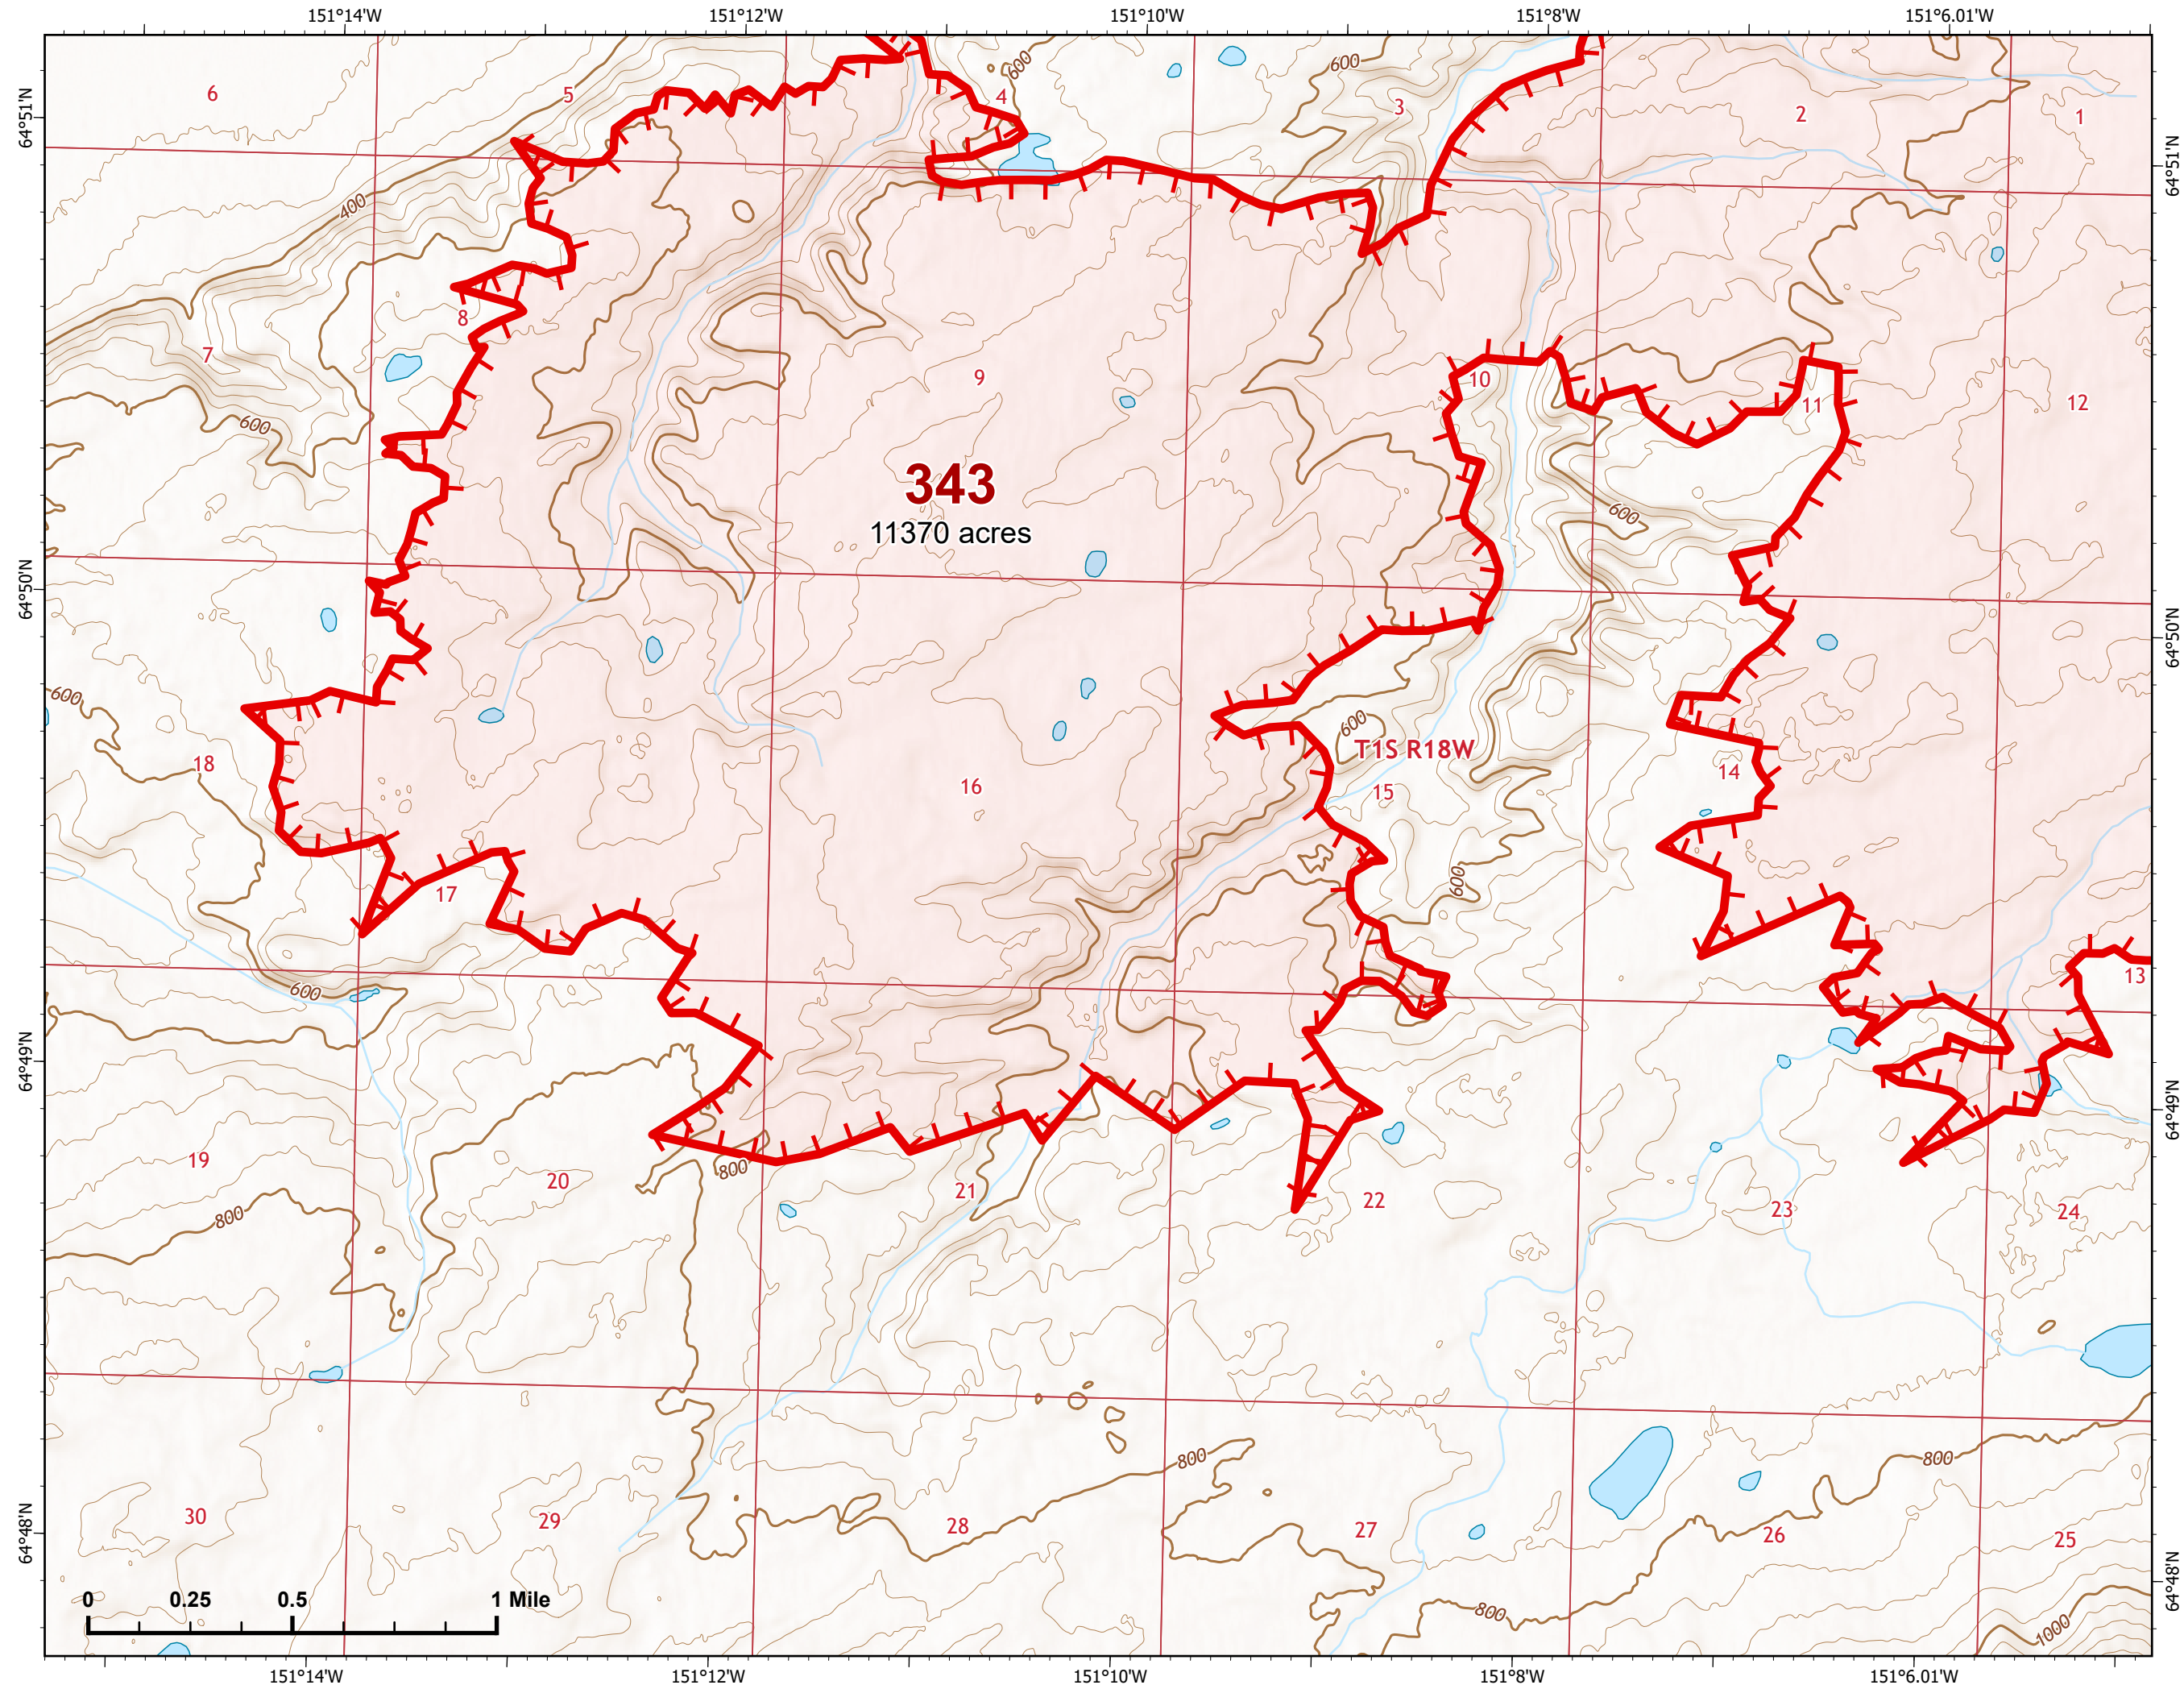 151°14'W 151°12'W 151°10'W 151°8'W 151°6.01'W
600
600
6 5 4 3 2 1
64°51'N
64°51'N
400
8
7 9 10 11 12
600
343
11370 acres
600
64°50'N
64°50'N
600
600
T1S R18W
18 16 15 14
17
600
600
13
64°49'N
64°49'N
800
19 20 21 22 23 24
800
800
800
30 29 28 27 26 25
64°48'N
64°48'N
0 0.25 0.5 1 Mile
800
1000
151°14'W 151°12'W 151°10'W 151°8'W 151°6.01'W